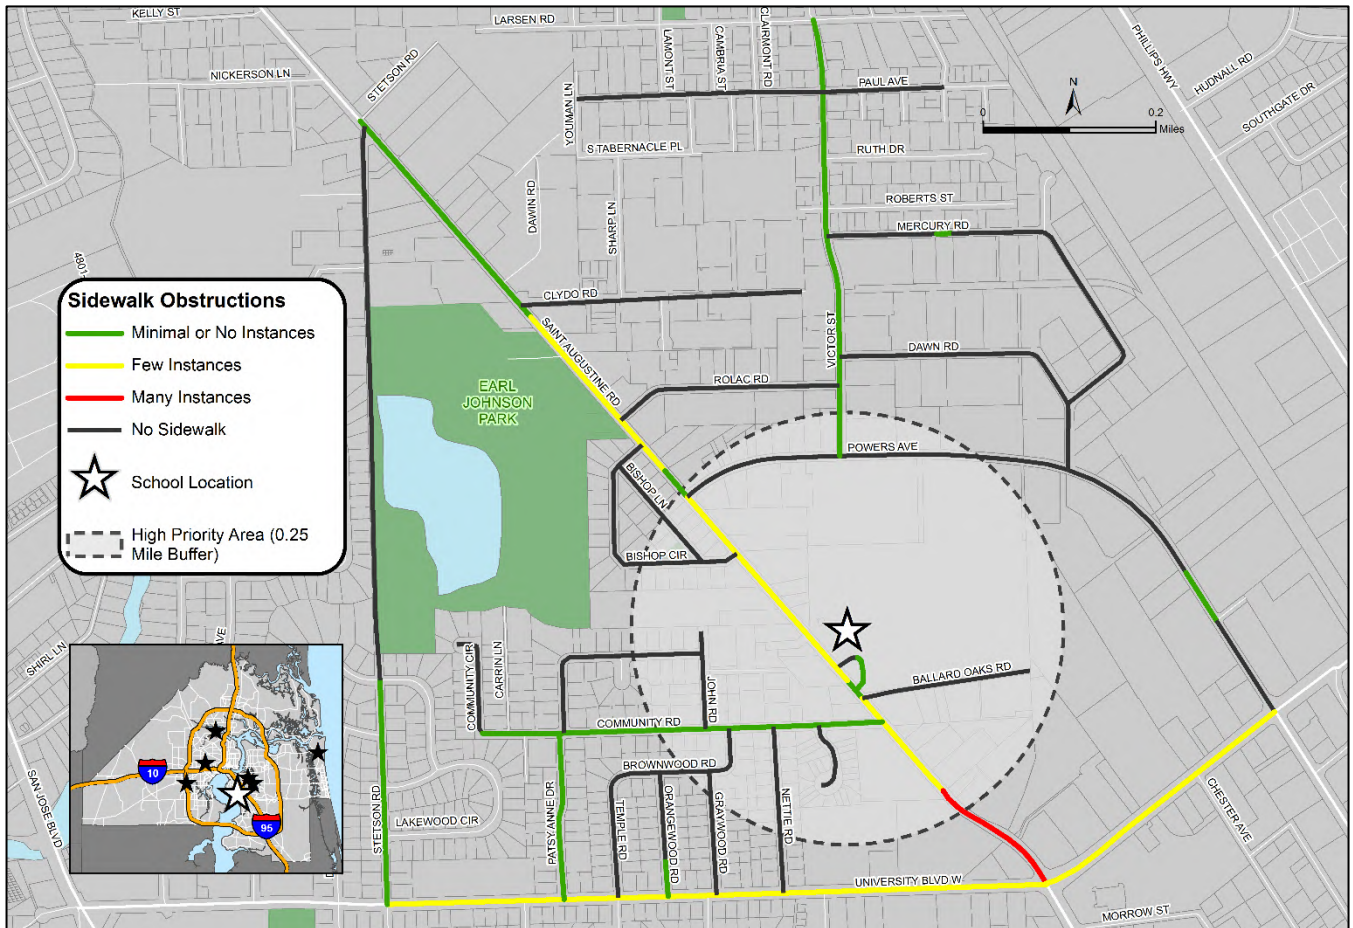 KELLY ST
LARSEN RD
CLAIRMONT RD
LAMONT ST
CAMBRIA ST
PHILLIPS HWY
HUDNALL RD
SOUTHGATE DR
STETSON RD
NICKERSON LN
YOUMAN LN
PAUL AVE
N
0
0.2
Miles
S TABERNACLE PL
RUTH DR
DAWIN RD
SHARP LN
ROBERTS ST
MERCURY RD
4801-
CLYDO RD
SAINT AUGUSTINE RD
VICTOR ST
DAWN RD
ROLAC RD
EARL
JOHNSON
PARK
POWERS AVE
BISHOP LN
BISHOP CIR
Sidewalk Obstructions
Minimal or No Instances
Few Instances
Many Instances
No Sidewalk
School Location
High Priority Area (0.25
Mile Buffer)
SHIRL LN
AVE
COMMUNITY CIR
CARRIN LN
JOHN RD
BALLARD OAKS RD
COMMUNITY RD
BROWNWOOD RD
10
95
SAN JOSE BLVD
STETSON RD
LAKEWOOD CIR
PATSY ANNE DR
TEMPLE RD
ORANGEWOOD RD
GRAYWOOD RD
NETTIE RD
CHESTER AVE
UNIVERSITY BLVD W
MORROW ST